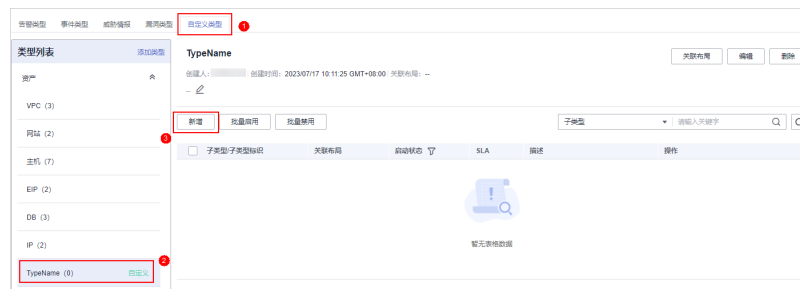 告警类型 事件类型 威胁情报 漏洞类型 自定义类型 1
类型列表 添加类型
资产
VPC (3)
网站 (2)
主机 (7)
EIP (2)
DB (3)
IP (2)
TypeName (0) 自定义
2
TypeName
关联布局 编辑 删除
创建人: 创建时间: 2023/07/17 10:11:25 GMT+08:00 关联布局: --
--
新增 批量启用 批量禁用 子类型 请输入关键字
3
子类型/子类型标识 关联布局 启动状态 SLA 描述 操作
暂无表格数据